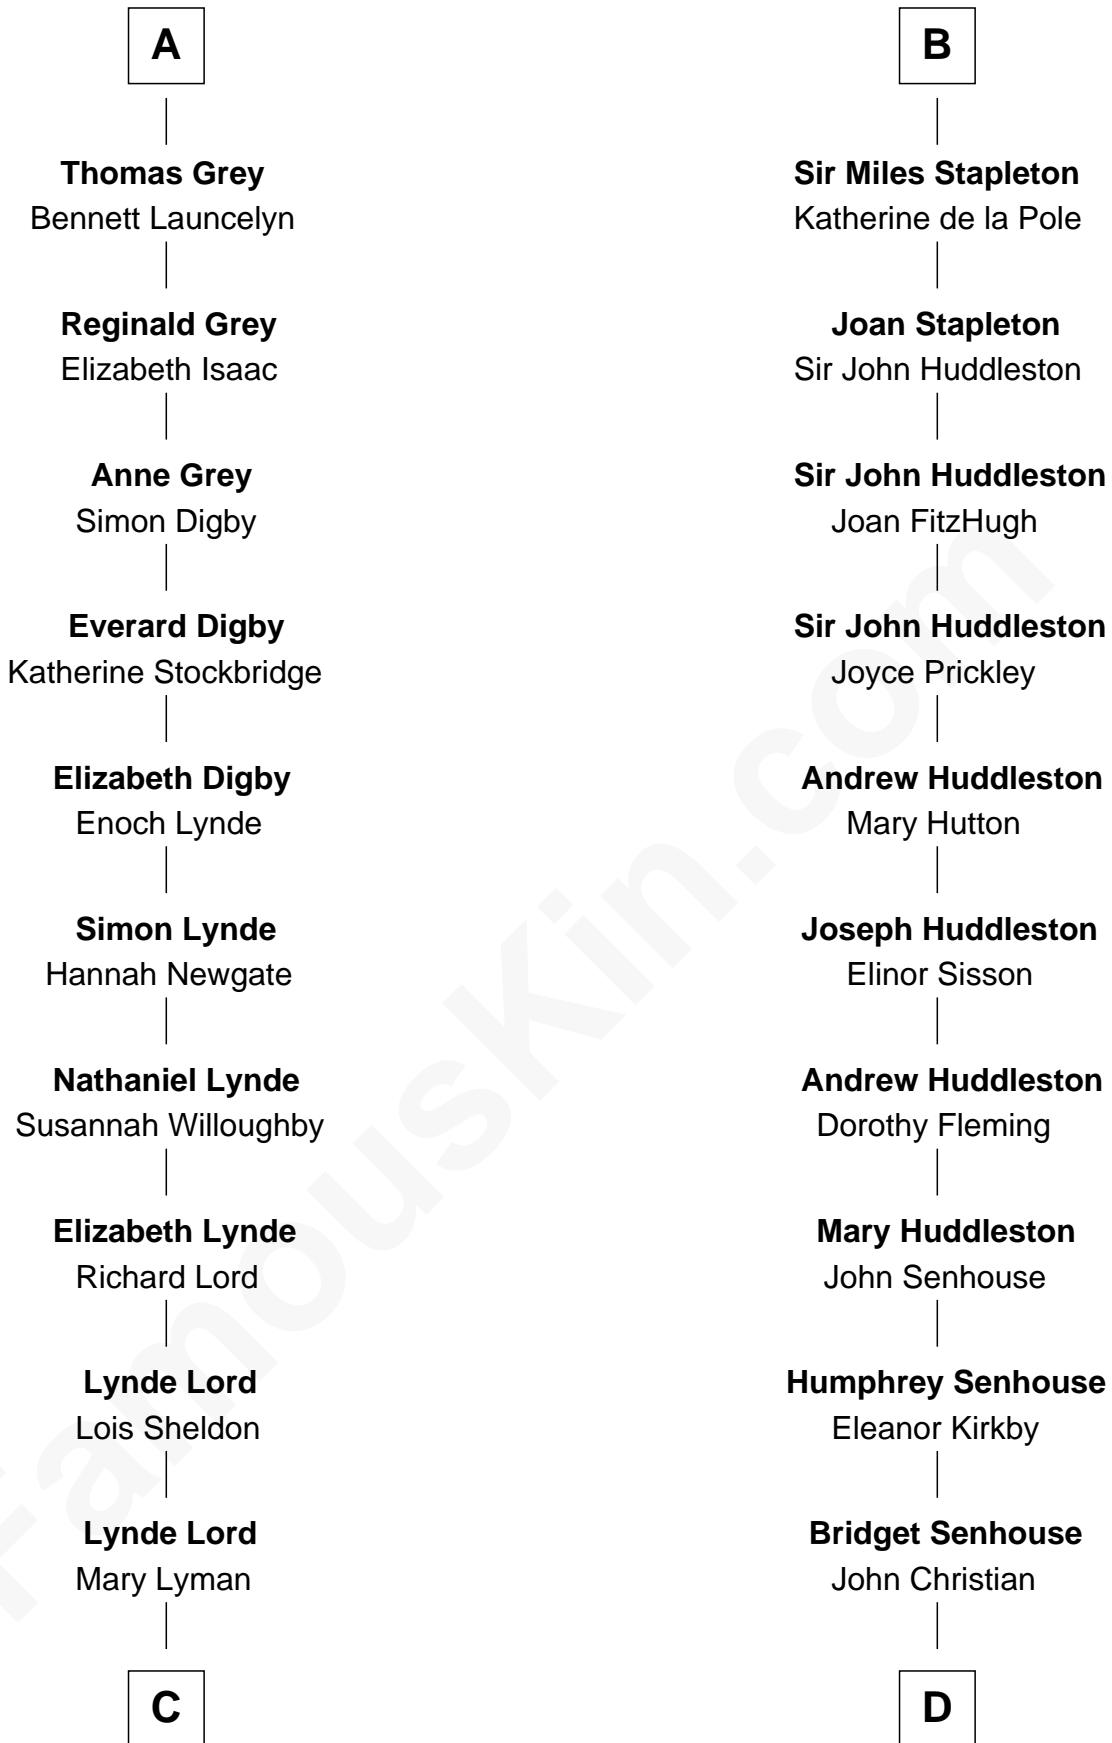 A
Thomas Grey
Bennett Launcelyn
Reginald Grey
Elizabeth Isaac
Anne Grey
Simon Digby
Everard Digby
Katherine Stockbridge
Elizabeth Digby
Enoch Lynde
Simon Lynde
Hannah Newgate
Nathaniel Lynde
Susannah Willoughby
Elizabeth Lynde
Richard Lord
Lynde Lord
Lois Sheldon
Lynde Lord
Mary Lyman
C
B
Sir Miles Stapleton
Katherine de la Pole
Joan Stapleton
Sir John Huddleston
Sir John Huddleston
Joan FitzHugh
Sir John Huddleston
Joyce Prickley
Andrew Huddleston
Mary Hutton
Joseph Huddleston
Elinor Sisson
Andrew Huddleston
Dorothy Fleming
Mary Huddleston
John Senhouse
Humphrey Senhouse
Eleanor Kirkby
Bridget Senhouse
John Christian
D
FamousKin.com